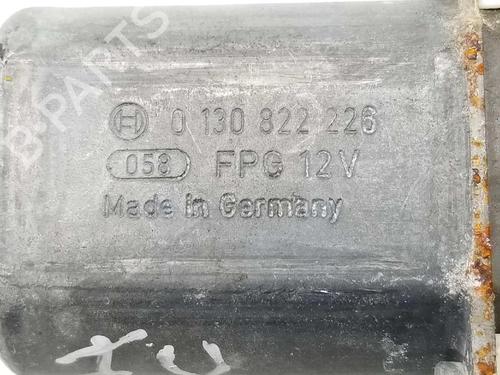 B-PARTS
H 0 130 822 226
058 FPG 12V
Made in Germany